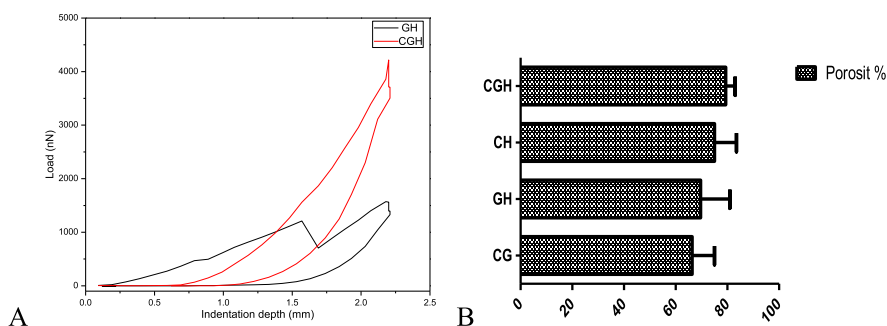 5000
4000
3000
2000
1000
0
Load (nN)
GH
CGH
0.0 0.5 1.0 1.5 2.0 2.5
Indentation depth (mm)
A
CGH
CH
GH
CG
0 20 40 60 80 100
Porosit %
B